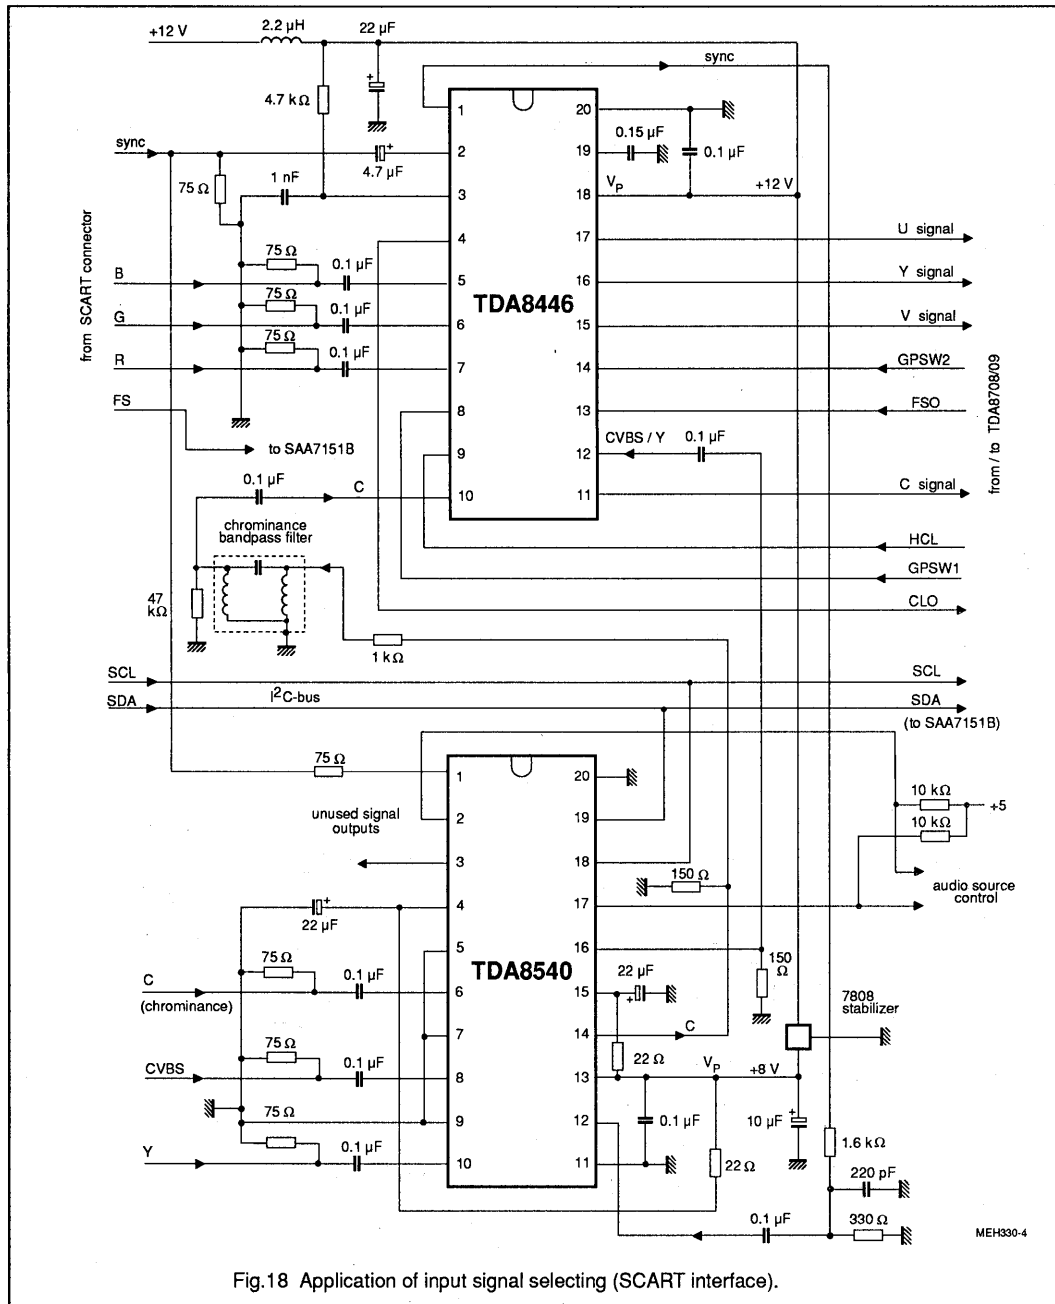 +12 V
2.2 µH
22 µF
+
sync
4.7 kΩ
1
20
0.15 µF
0.1 µF
sync
+
4.7 µF
2
19
75 Ω
1 nF
3
V_P
18
+12 V
4
17
U signal
from SCART connector
75 Ω
0.1 µF
B
5
16
Y signal
TDA8446
75 Ω
0.1 µF
G
6
15
V signal
75 Ω
0.1 µF
R
7
14
GPSW2
FS
8
13
FSO
to SAA7151B
from / to TDA8708/09
9
CVBS / Y
0.1 µF
12
0.1 µF
C
10
11
C signal
chrominance
bandpass filter
HCL
GPSW1
47
kΩ
CLO
1 kΩ
SCL
SCL
I²C-bus
SDA
SDA
(to SAA7151B)
75 Ω
1
20
10 kΩ
+5
unused signal
outputs
2
19
10 kΩ
3
18
150 Ω
audio source
control
+
22 µF
4
17
5
16
TDA8540
75 Ω
0.1 µF
22 µF
+
150
Ω
C
(chrominance)
6
15
7808
stabilizer
7
14
C
75 Ω
0.1 µF
22 Ω
V_P
+8 V
CVBS
8
13
75 Ω
9
12
0.1 µF
10 µF
+
1.6 kΩ
Y
0.1 µF
10
11
22 Ω
220 pF
0.1 µF
330 Ω
MEH330-4
Fig.18 Application of input signal selecting (SCART interface).